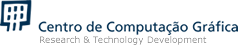 Centro de Computação Gráfica
Research & Technology Development